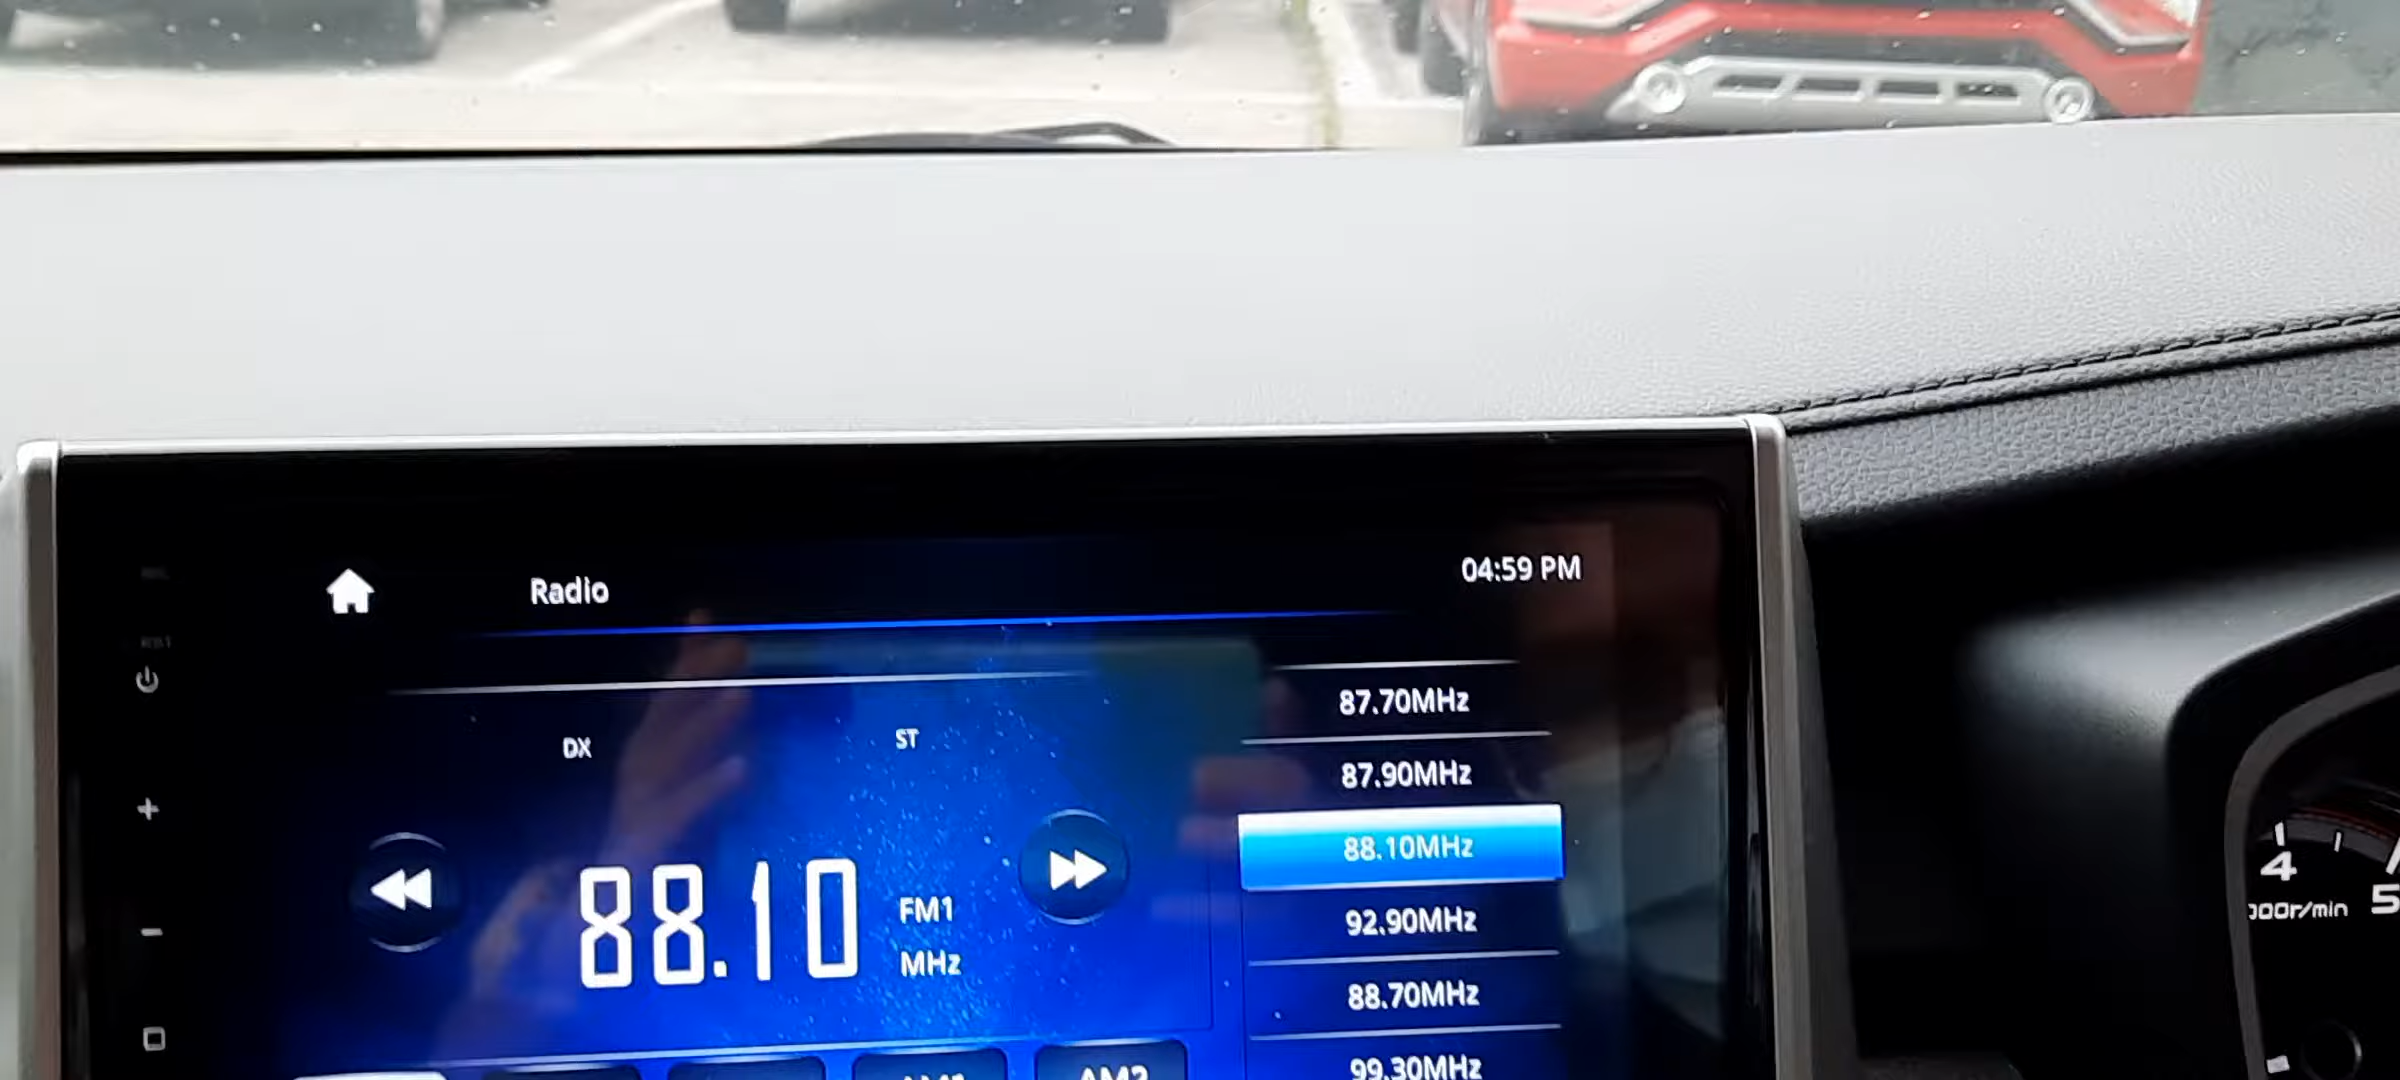 Radio
04:59 PM
DX
ST
88.10
FM1
MHz
87.70MHz
87.90MHz
88.10MHz
92.90MHz
88.70MHz
99.30MHz
AM2
4
5